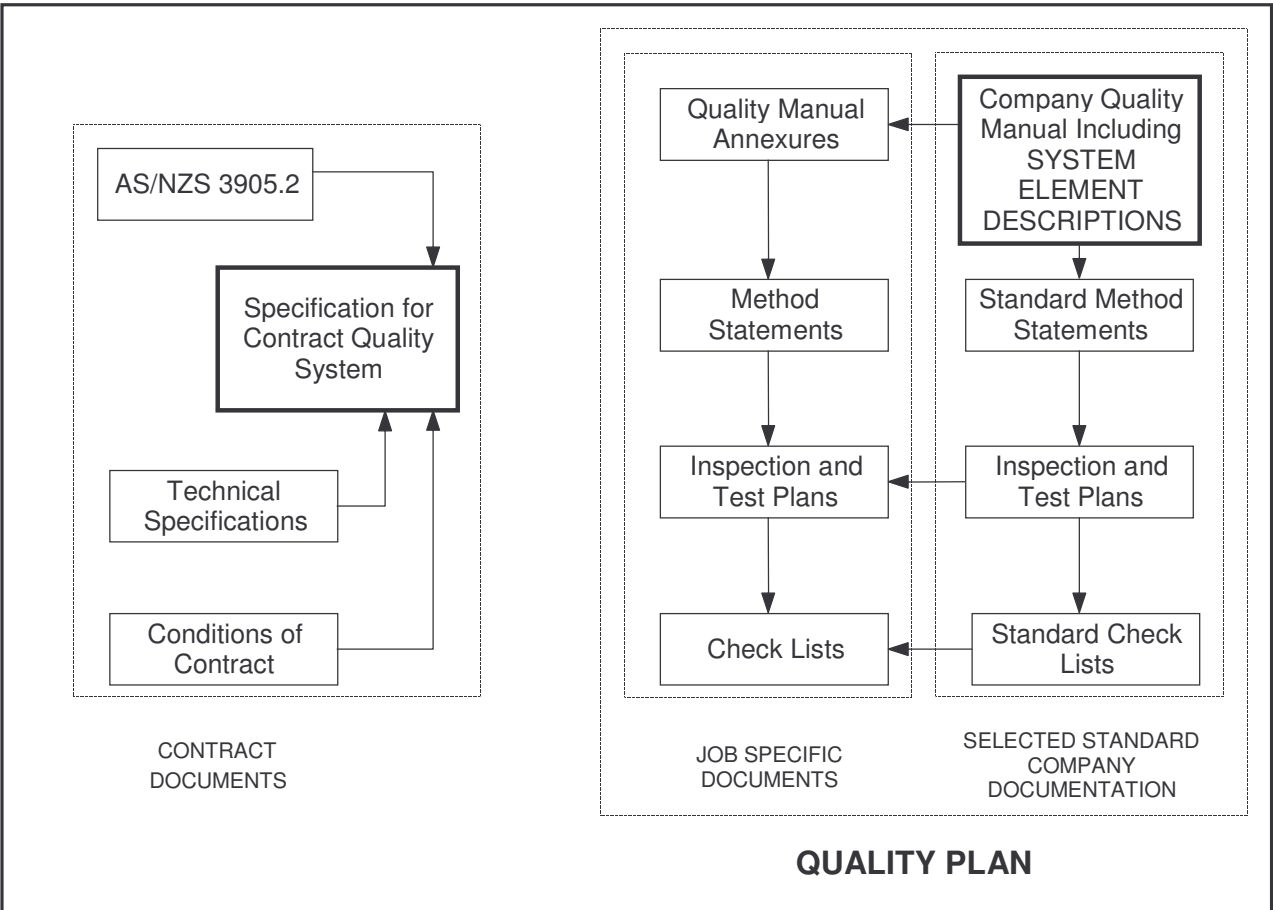 AS/NZS 3905.2
Specification for
Contract Quality
System
Technical
Specifications
Conditions of
Contract
CONTRACT
DOCUMENTS
Quality Manual
Annexures
Method
Statements
Inspection and
Test Plans
Check Lists
JOB SPECIFIC
DOCUMENTS
Company Quality
Manual Including
SYSTEM
ELEMENT
DESCRIPTIONS
Standard Method
Statements
Inspection and
Test Plans
Standard Check
Lists
SELECTED STANDARD
COMPANY
DOCUMENTATION
QUALITY PLAN